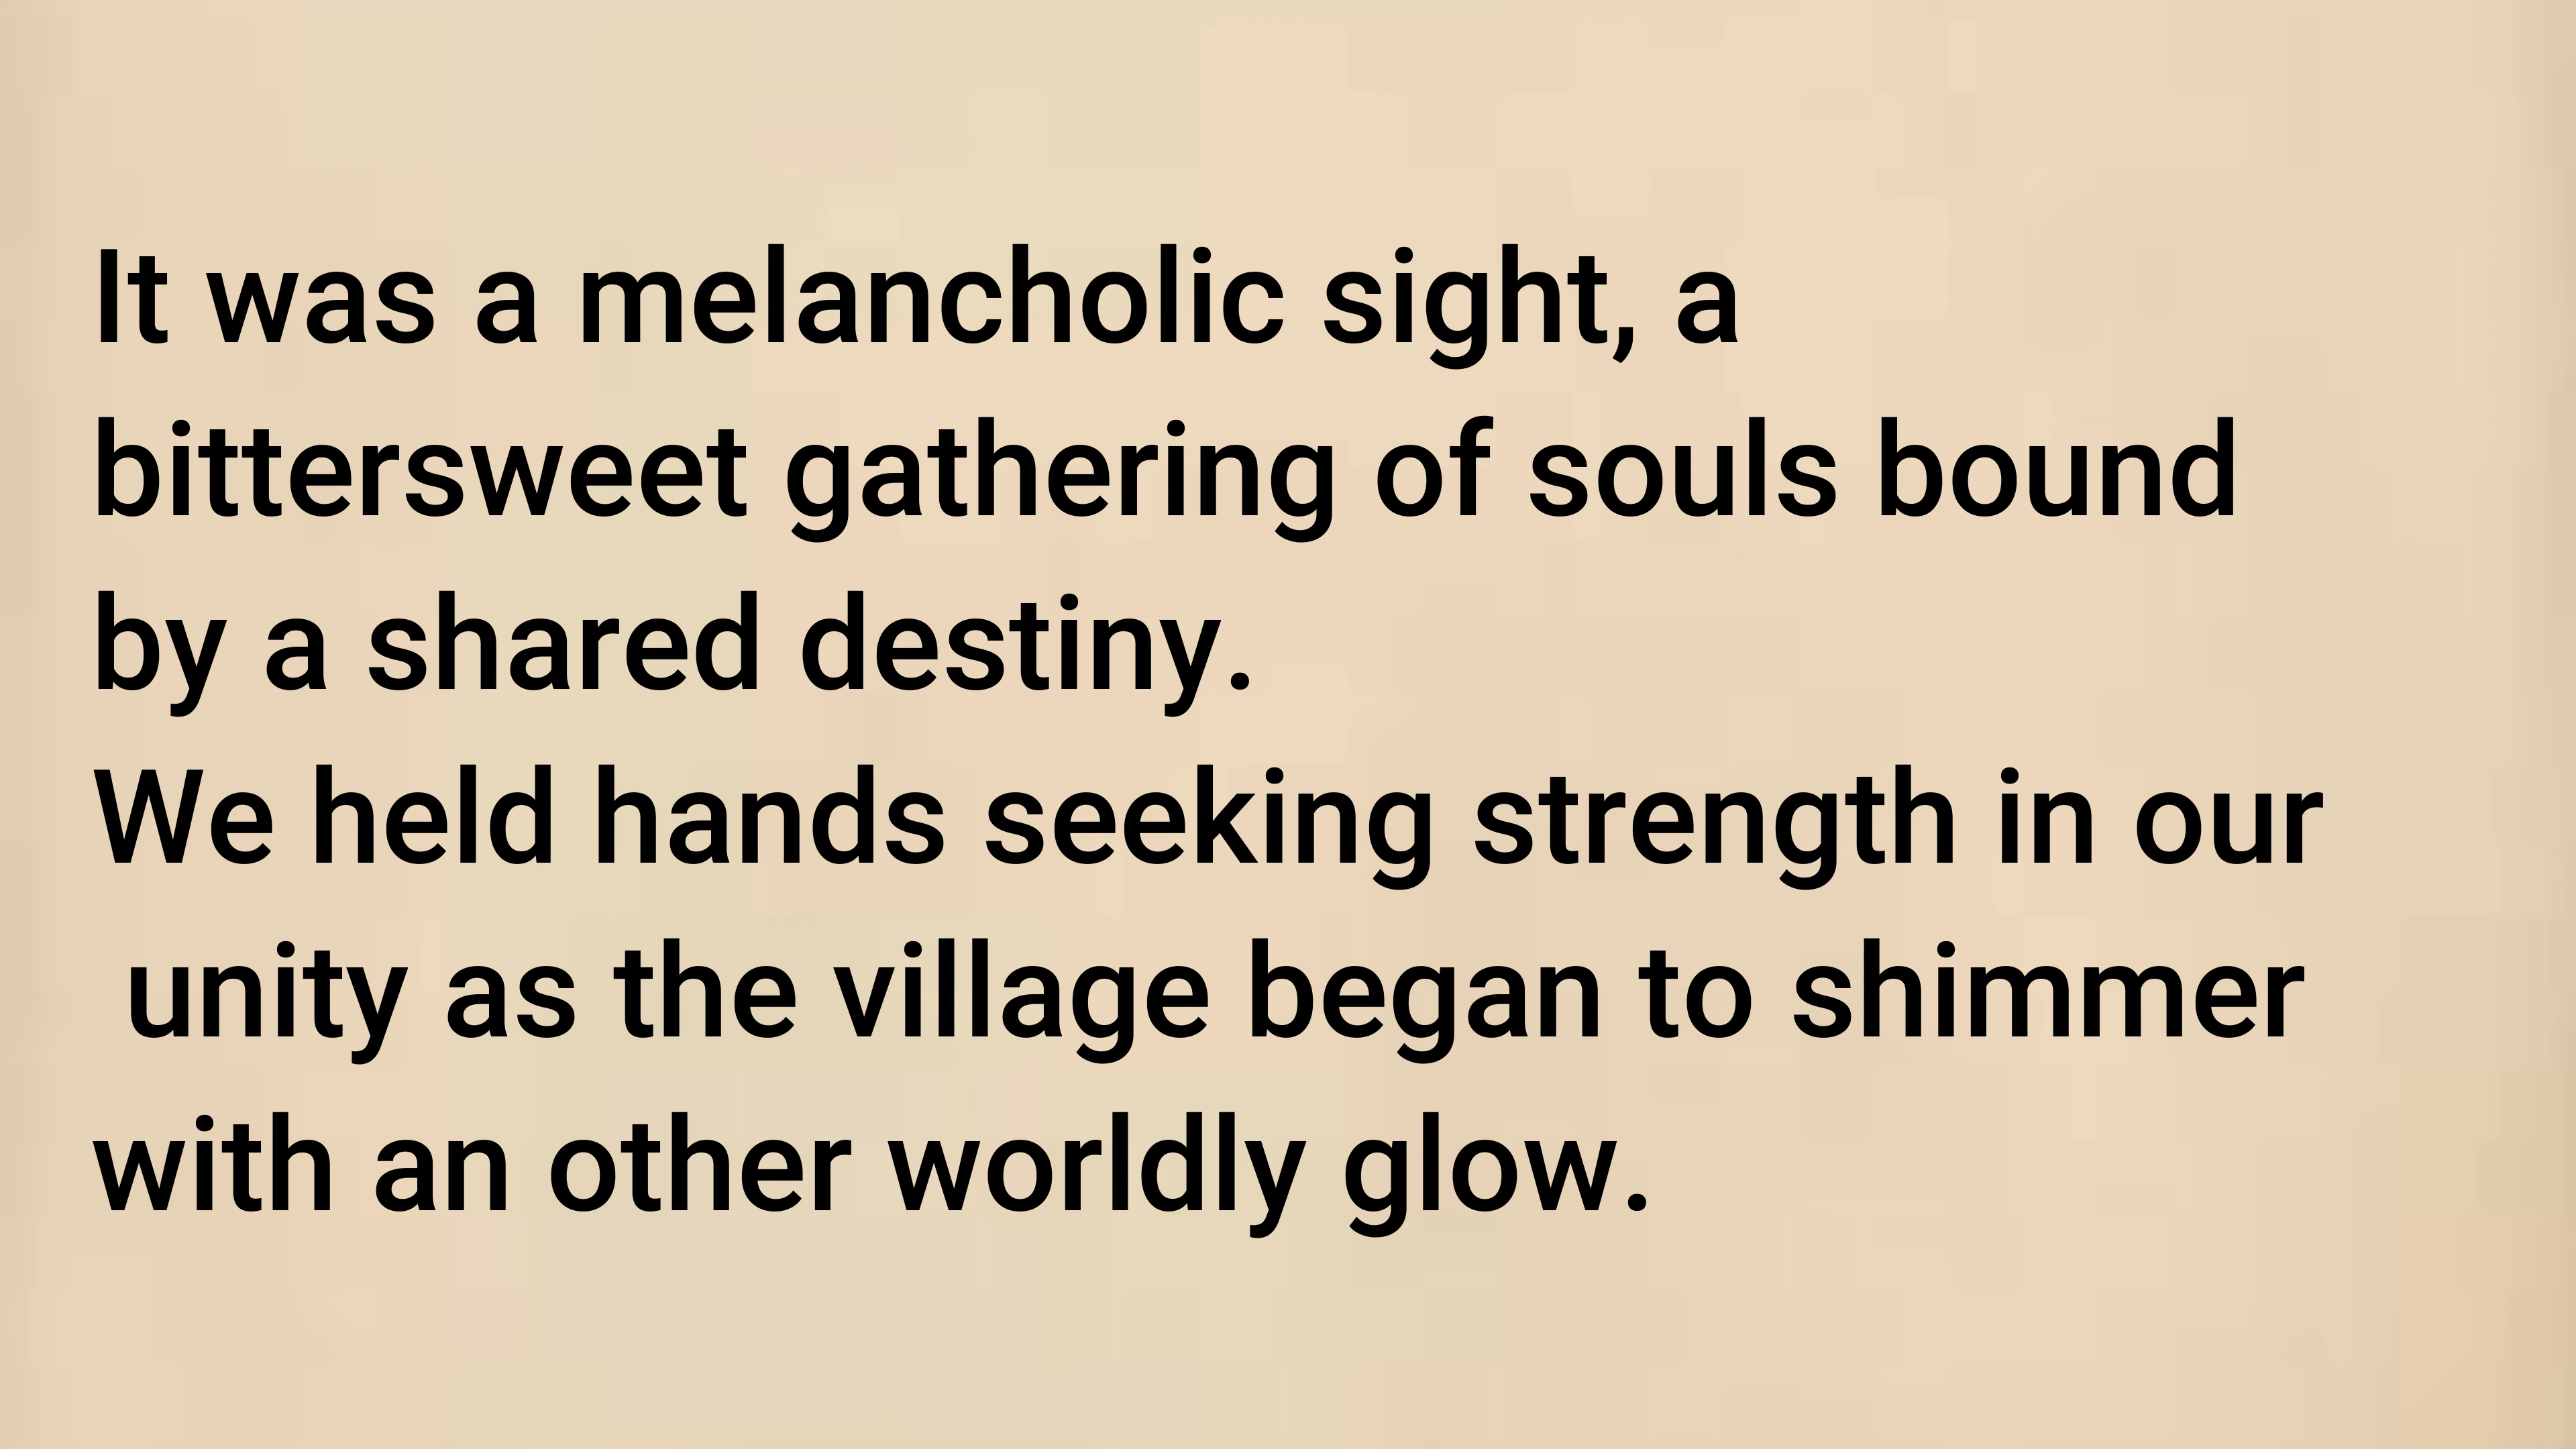 It was a melancholic sight, a
bittersweet gathering of souls bound
by a shared destiny.
We held hands seeking strength in our
unity as the village began to shimmer
with an other worldly glow.